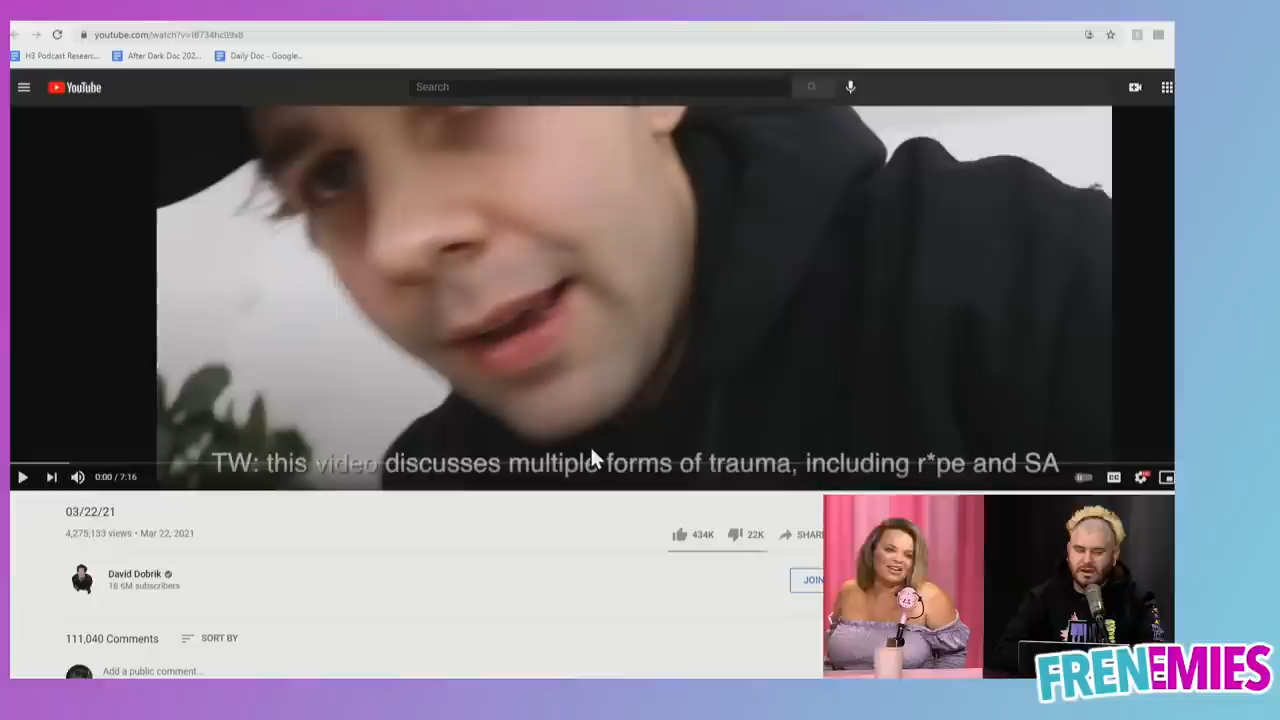 youtube.com/watch?v=I8734hc89x8
H3 Podcast Researc...
After Dark Doc 202...
Daily Doc - Google...
YouTube
Search
TW: this video discusses multiple forms of trauma, including r*pe and SA
0:00 / 7:16
CC
03/22/21
4,275,133 views • Mar 22, 2021
434K
22K
SHAR
David Dobrik
18.6M subscribers
JOIN
111,040 Comments
SORT BY
Add a public comment...
FRENEMIES